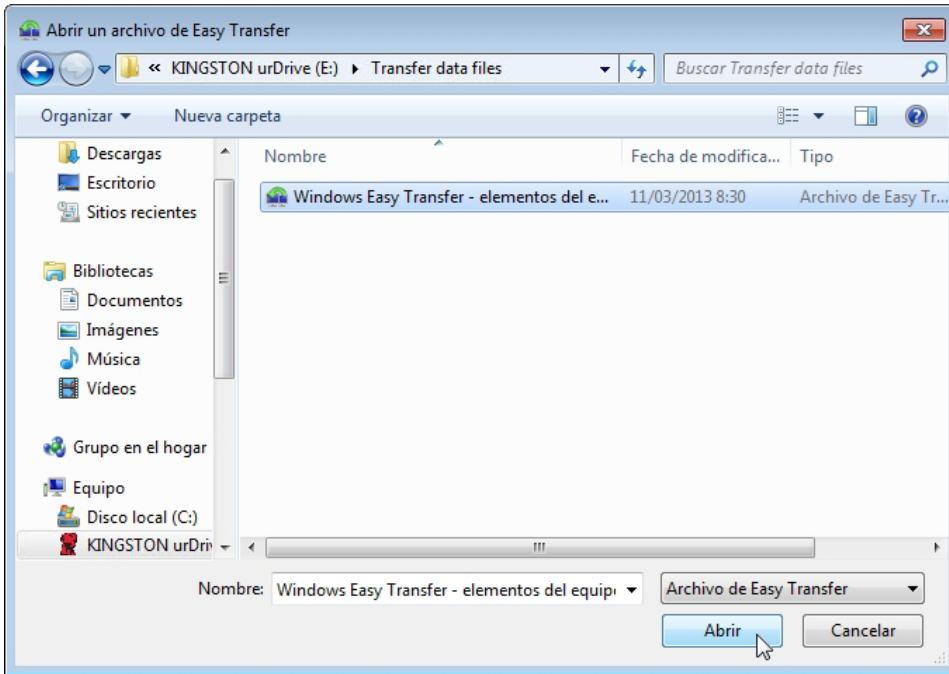 Abrir un archivo de Easy Transfer
« KINGSTON urDrive (E:) ▸ Transfer data files
Buscar Transfer data files
Organizar
Nueva carpeta
Descargas
Escritorio
Sitios recientes
Bibliotecas
Documentos
Imágenes
Música
Vídeos
Grupo en el hogar
Equipo
Disco local (C:)
KINGSTON urDriv
Nombre Fecha de modifica... Tipo
Windows Easy Transfer - elementos del e... 11/03/2013 8:30 Archivo de Easy Tr...
Nombre: Windows Easy Transfer - elementos del equip
Archivo de Easy Transfer
Abrir
Cancelar